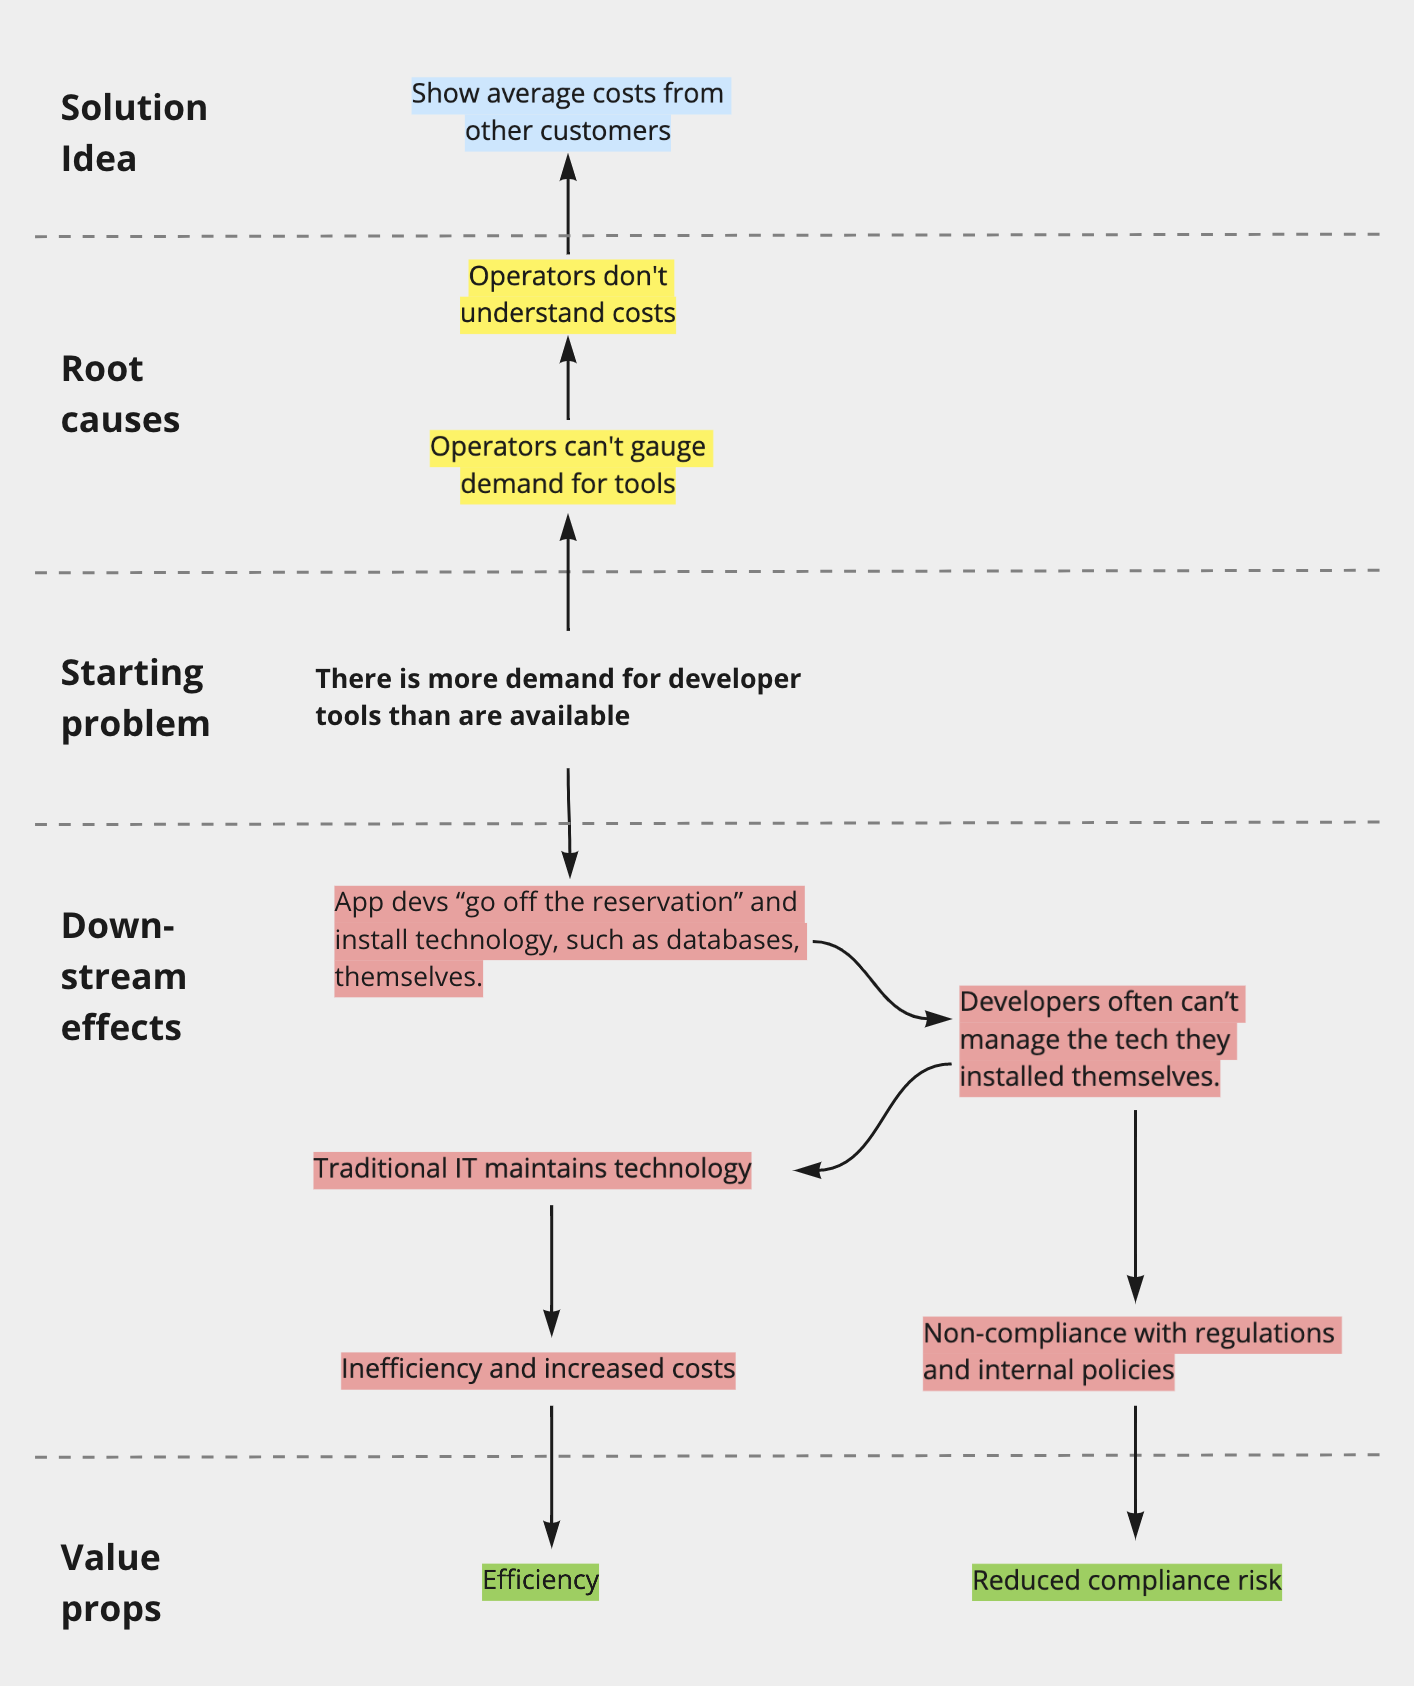 Solution
Idea
Show average costs from
other customers
Root
causes
Operators don't
understand costs
Operators can't gauge
demand for tools
Starting
problem
There is more demand for developer
tools than are available
Down-
stream
effects
App devs “go off the reservation” and
install technology, such as databases,
themselves.
Developers often can’t
manage the tech they
installed themselves.
Traditional IT maintains technology
Inefficiency and increased costs
Non-compliance with regulations
and internal policies
Value
props
Efficiency
Reduced compliance risk